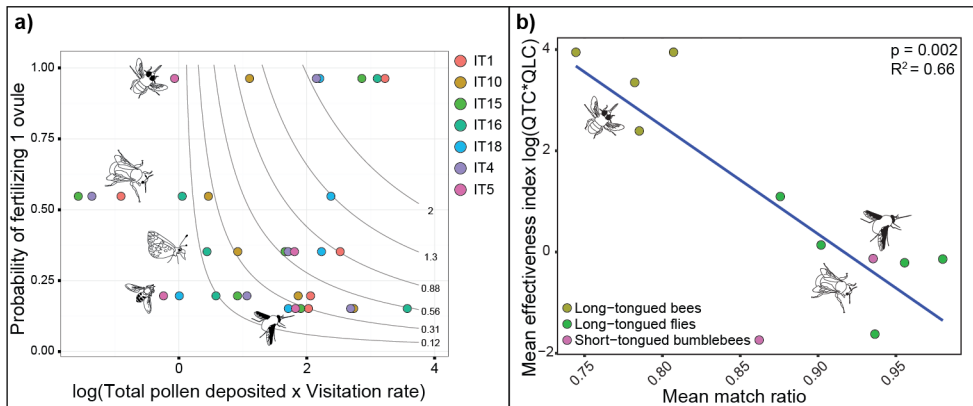 a)
Probability of fertilizing 1 ovule
1.00
0.75
0.50
0.25
0.00
0
2
4
log(Total pollen deposited x Visitation rate)
2
1.3
0.88
0.56
0.31
0.12
IT1
IT10
IT15
IT16
IT18
IT4
IT5
b)
Mean effectiveness index log(QTC*QLC)
4
2
0
−2
p = 0.002
R² = 0.66
Long-tongued bees
Long-tongued flies
Short-tongued bumblebees
0.75
0.80
0.85
0.90
0.95
Mean match ratio